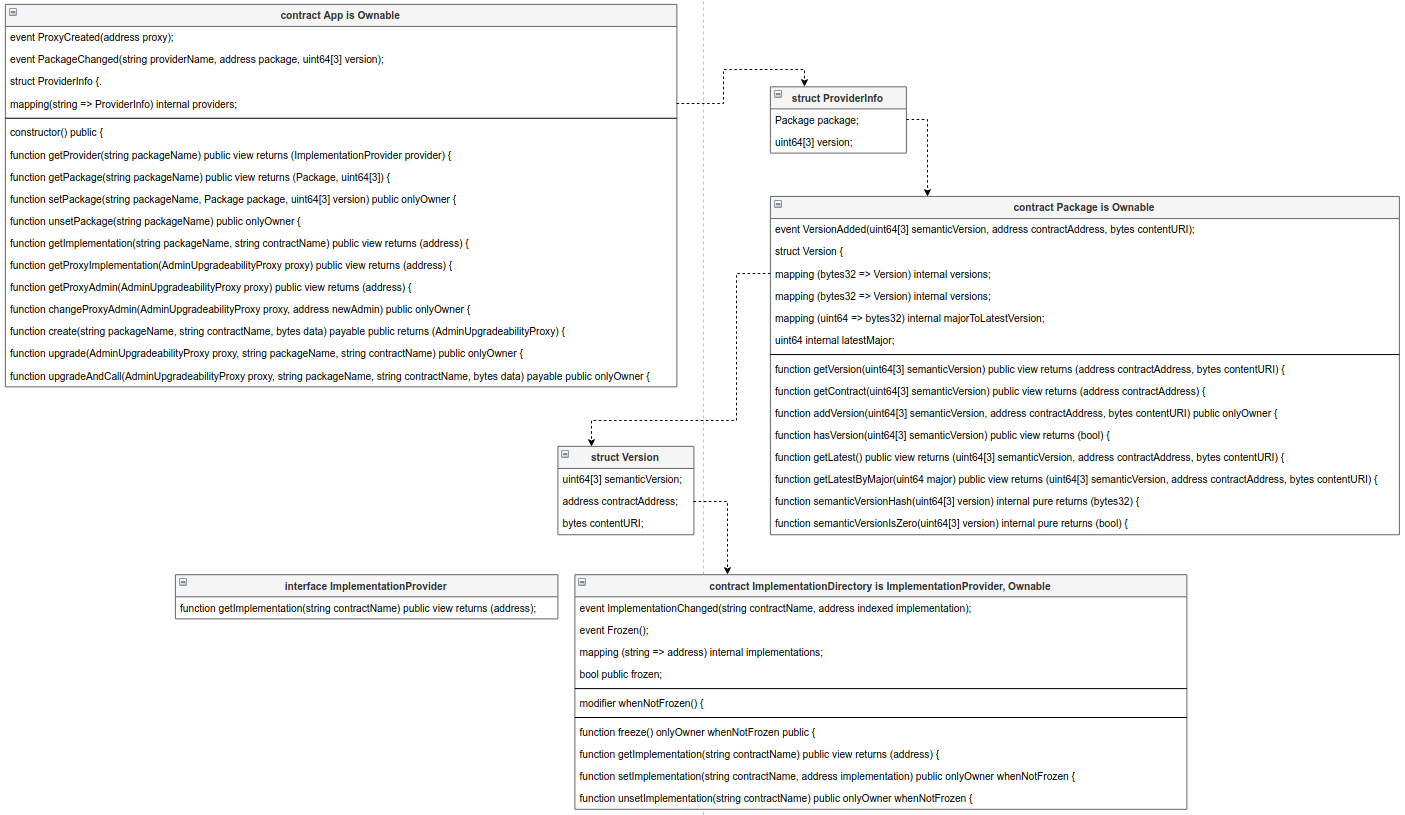 contract App is Ownable
event ProxyCreated(address proxy);
event PackageChanged(string providerName, address package, uint64[3] version);
struct ProviderInfo {.
mapping(string => ProviderInfo) internal providers;
constructor() public {
function getProvider(string packageName) public view returns (ImplementationProvider provider) {
function getPackage(string packageName) public view returns (Package, uint64[3]) {
function setPackage(string packageName, Package package, uint64[3] version) public onlyOwner {
function unsetPackage(string packageName) public onlyOwner {
function getImplementation(string packageName, string contractName) public view returns (address) {
function getProxyImplementation(AdminUpgradeabilityProxy proxy) public view returns (address) {
function getProxyAdmin(AdminUpgradeabilityProxy proxy) public view returns (address) {
function changeProxyAdmin(AdminUpgradeabilityProxy proxy, address newAdmin) public onlyOwner {
function create(string packageName, string contractName, bytes data) payable public returns (AdminUpgradeabilityProxy) {
function upgrade(AdminUpgradeabilityProxy proxy, string packageName, string contractName) public onlyOwner {
function upgradeAndCall(AdminUpgradeabilityProxy proxy, string packageName, string contractName, bytes data) payable public onlyOwner {
struct ProviderInfo
Package package;
uint64[3] version;
contract Package is Ownable
event VersionAdded(uint64[3] semanticVersion, address contractAddress, bytes contentURI);
struct Version {
mapping (bytes32 => Version) internal versions;
mapping (bytes32 => Version) internal versions;
mapping (uint64 => bytes32) internal majorToLatestVersion;
uint64 internal latestMajor;
function getVersion(uint64[3] semanticVersion) public view returns (address contractAddress, bytes contentURI) {
function getContract(uint64[3] semanticVersion) public view returns (address contractAddress) {
function addVersion(uint64[3] semanticVersion, address contractAddress, bytes contentURI) public onlyOwner {
function hasVersion(uint64[3] semanticVersion) public view returns (bool) {
function getLatest() public view returns (uint64[3] semanticVersion, address contractAddress, bytes contentURI) {
function getLatestByMajor(uint64 major) public view returns (uint64[3] semanticVersion, address contractAddress, bytes contentURI) {
function semanticVersionHash(uint64[3] version) internal pure returns (bytes32) {
function semanticVersionIsZero(uint64[3] version) internal pure returns (bool) {
struct Version
uint64[3] semanticVersion;
address contractAddress;
bytes contentURI;
interface ImplementationProvider
function getImplementation(string contractName) public view returns (address);
contract ImplementationDirectory is ImplementationProvider, Ownable
event ImplementationChanged(string contractName, address indexed implementation);
event Frozen();
mapping (string => address) internal implementations;
bool public frozen;
modifier whenNotFrozen() {
function freeze() onlyOwner whenNotFrozen public {
function getImplementation(string contractName) public view returns (address) {
function setImplementation(string contractName, address implementation) public onlyOwner whenNotFrozen {
function unsetImplementation(string contractName) public onlyOwner whenNotFrozen {